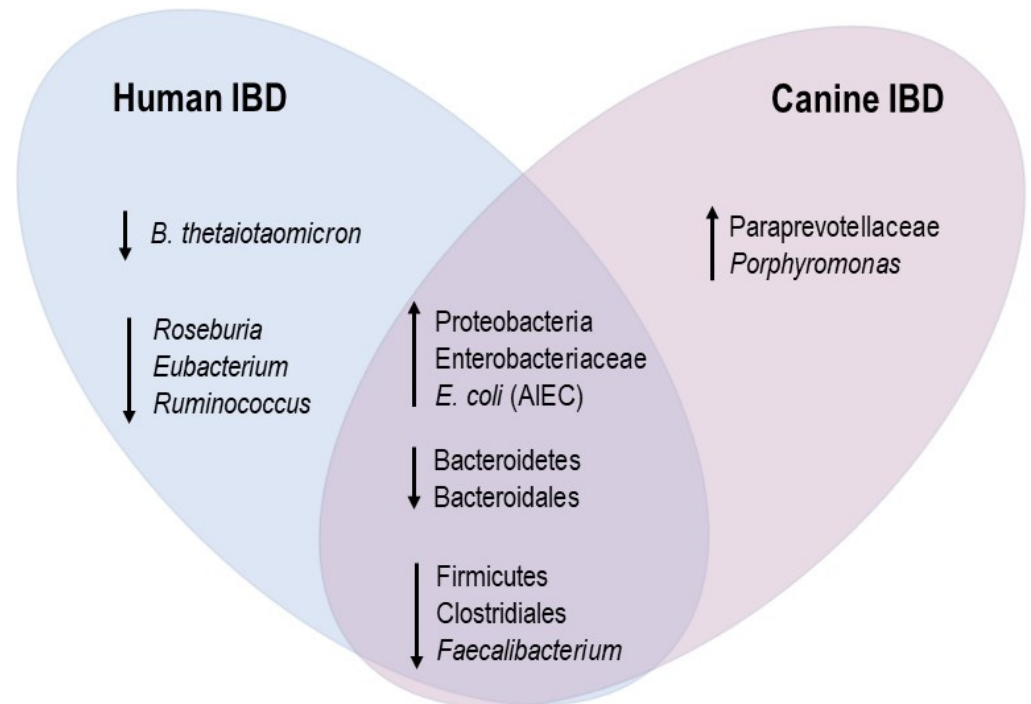 Human IBD
B. thetaiotaomicron
Roseburia
Eubacterium
Ruminococcus
Proteobacteria
Enterobacteriaceae
E. coli (AIEC)
Bacteroidetes
Bacteroidales
Firmicutes
Clostridiales
Faecalibacterium
Canine IBD
Paraprevotellaceae
Porphyromonas